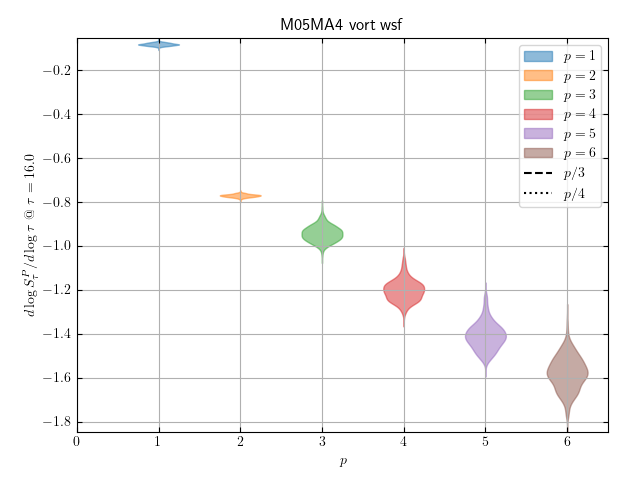 M05MA4 vort wsf
d log S_τ^P / d log τ @ τ = 16.0
−0.2
−0.4
−0.6
−0.8
−1.0
−1.2
−1.4
−1.6
−1.8
0 1 2 3 4 5 6
p
p = 1
p = 2
p = 3
p = 4
p = 5
p = 6
p/3
p/4